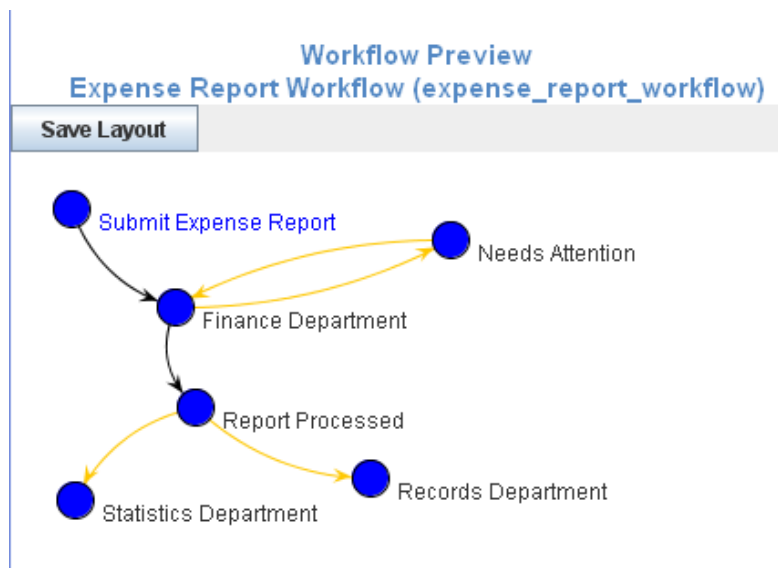 Workflow Preview
Expense Report Workflow (expense_report_workflow)
Save Layout
Submit Expense Report
Needs Attention
Finance Department
Report Processed
Records Department
Statistics Department